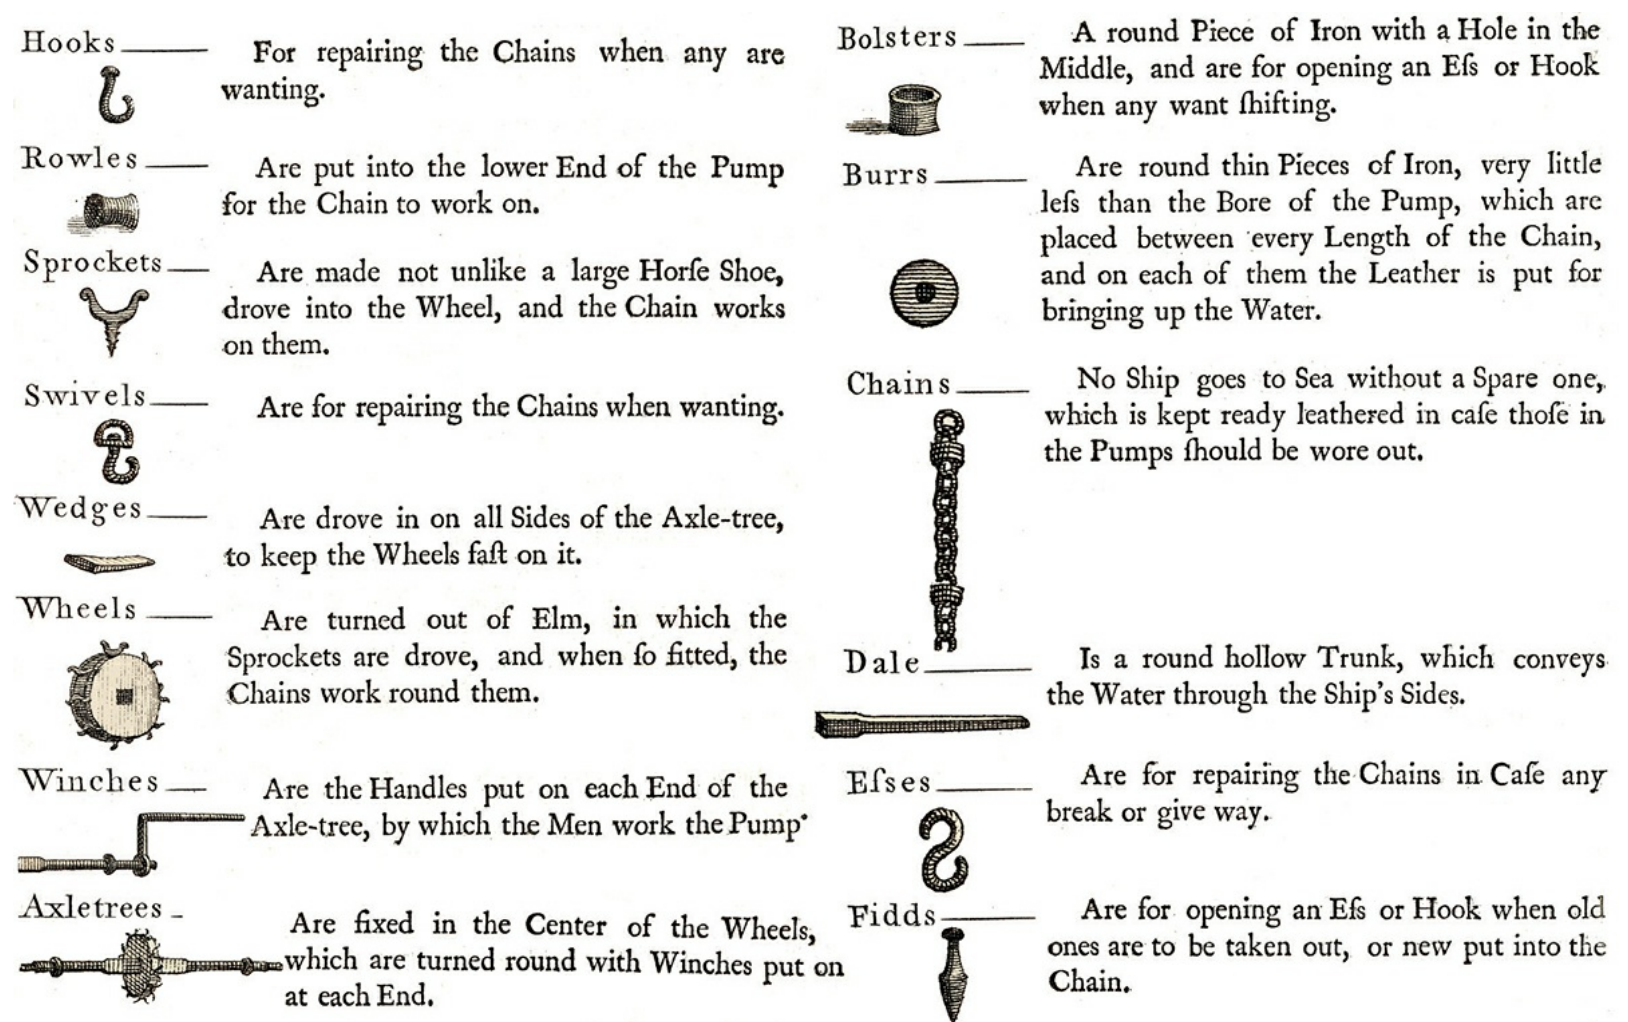 Hooks
For repairing the Chains when any are
wanting.
Rowles
Are put into the lower End of the Pump
for the Chain to work on.
Sprockets
Are made not unlike a large Horſe Shoe,
drove into the Wheel, and the Chain works
on them.
Swivels
Are for repairing the Chains when wanting.
Wedges
Are drove in on all Sides of the Axle-tree,
to keep the Wheels faſt on it.
Wheels
Are turned out of Elm, in which the
Sprockets are drove, and when ſo fitted, the
Chains work round them.
Winches
Are the Handles put on each End of the
Axle-tree, by which the Men work the Pump.
Axletrees
Are fixed in the Center of the Wheels,
which are turned round with Winches put on
at each End.
Bolsters
A round Piece of Iron with a Hole in the
Middle, and are for opening an Eſs or Hook
when any want ſhifting.
Burrs
Are round thin Pieces of Iron, very little
leſs than the Bore of the Pump, which are
placed between every Length of the Chain,
and on each of them the Leather is put for
bringing up the Water.
Chains
No Ship goes to Sea without a Spare one,
which is kept ready leathered in caſe thoſe in
the Pumps ſhould be wore out.
Dale
Is a round hollow Trunk, which conveys
the Water through the Ship's Sides.
Eſses
Are for repairing the Chains in Caſe any
break or give way.
Fidds
Are for opening an Eſs or Hook when old
ones are to be taken out, or new put into the
Chain.